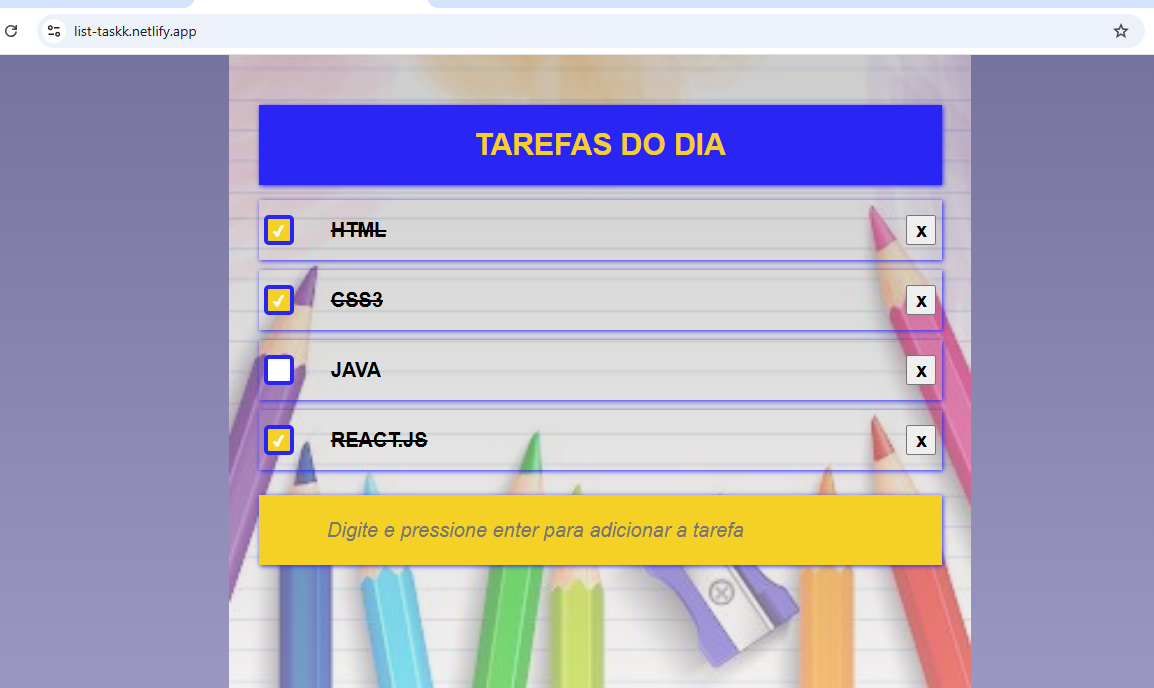 list-taskk.netlify.app
TAREFAS DO DIA
HTML x
CSS3 x
JAVA x
REACT.JS x
Digite e pressione enter para adicionar a tarefa